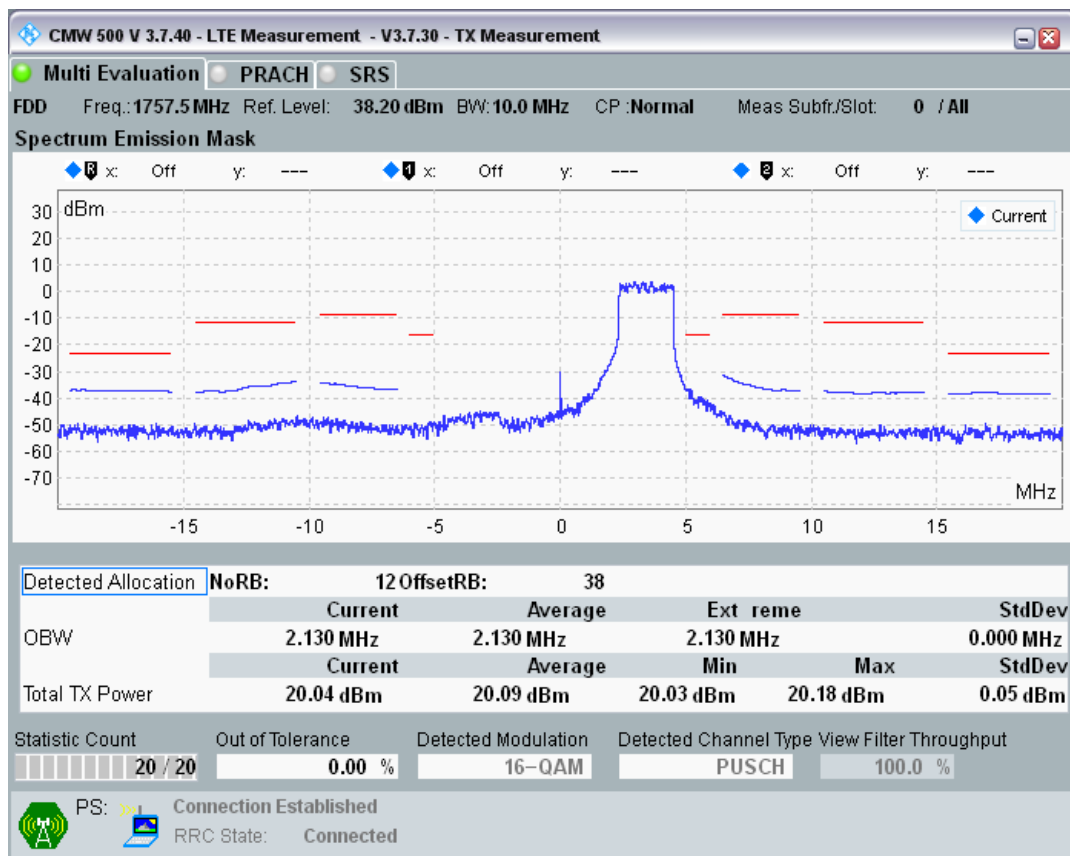 CMW 500 V 3.7.40 - LTE Measurement - V3.7.30 - TX Measurement
Multi Evaluation PRACH SRS
FDD Freq.: 1757.5 MHz Ref. Level: 38.20 dBm BW: 10.0 MHz CP :Normal Meas Subfr./Slot: 0 / All
Spectrum Emission Mask
R x: Off y: --- 1 x: Off y: --- 2 x: Off y: ---
dBm
Current
30
20
10
0
-10
-20
-30
-40
-50
-60
-70
MHz
-15 -10 -5 0 5 10 15
Detected Allocation NoRB: 12 OffsetRB: 38
Current Average Ext reme StdDev
OBW 2.130 MHz 2.130 MHz 2.130 MHz 0.000 MHz
Current Average Min Max StdDev
Total TX Power 20.04 dBm 20.09 dBm 20.03 dBm 20.18 dBm 0.05 dBm
Statistic Count Out of Tolerance Detected Modulation Detected Channel Type View Filter Throughput
20 / 20 0.00 % 16-QAM PUSCH 100.0 %
PS: Connection Established
RRC State: Connected